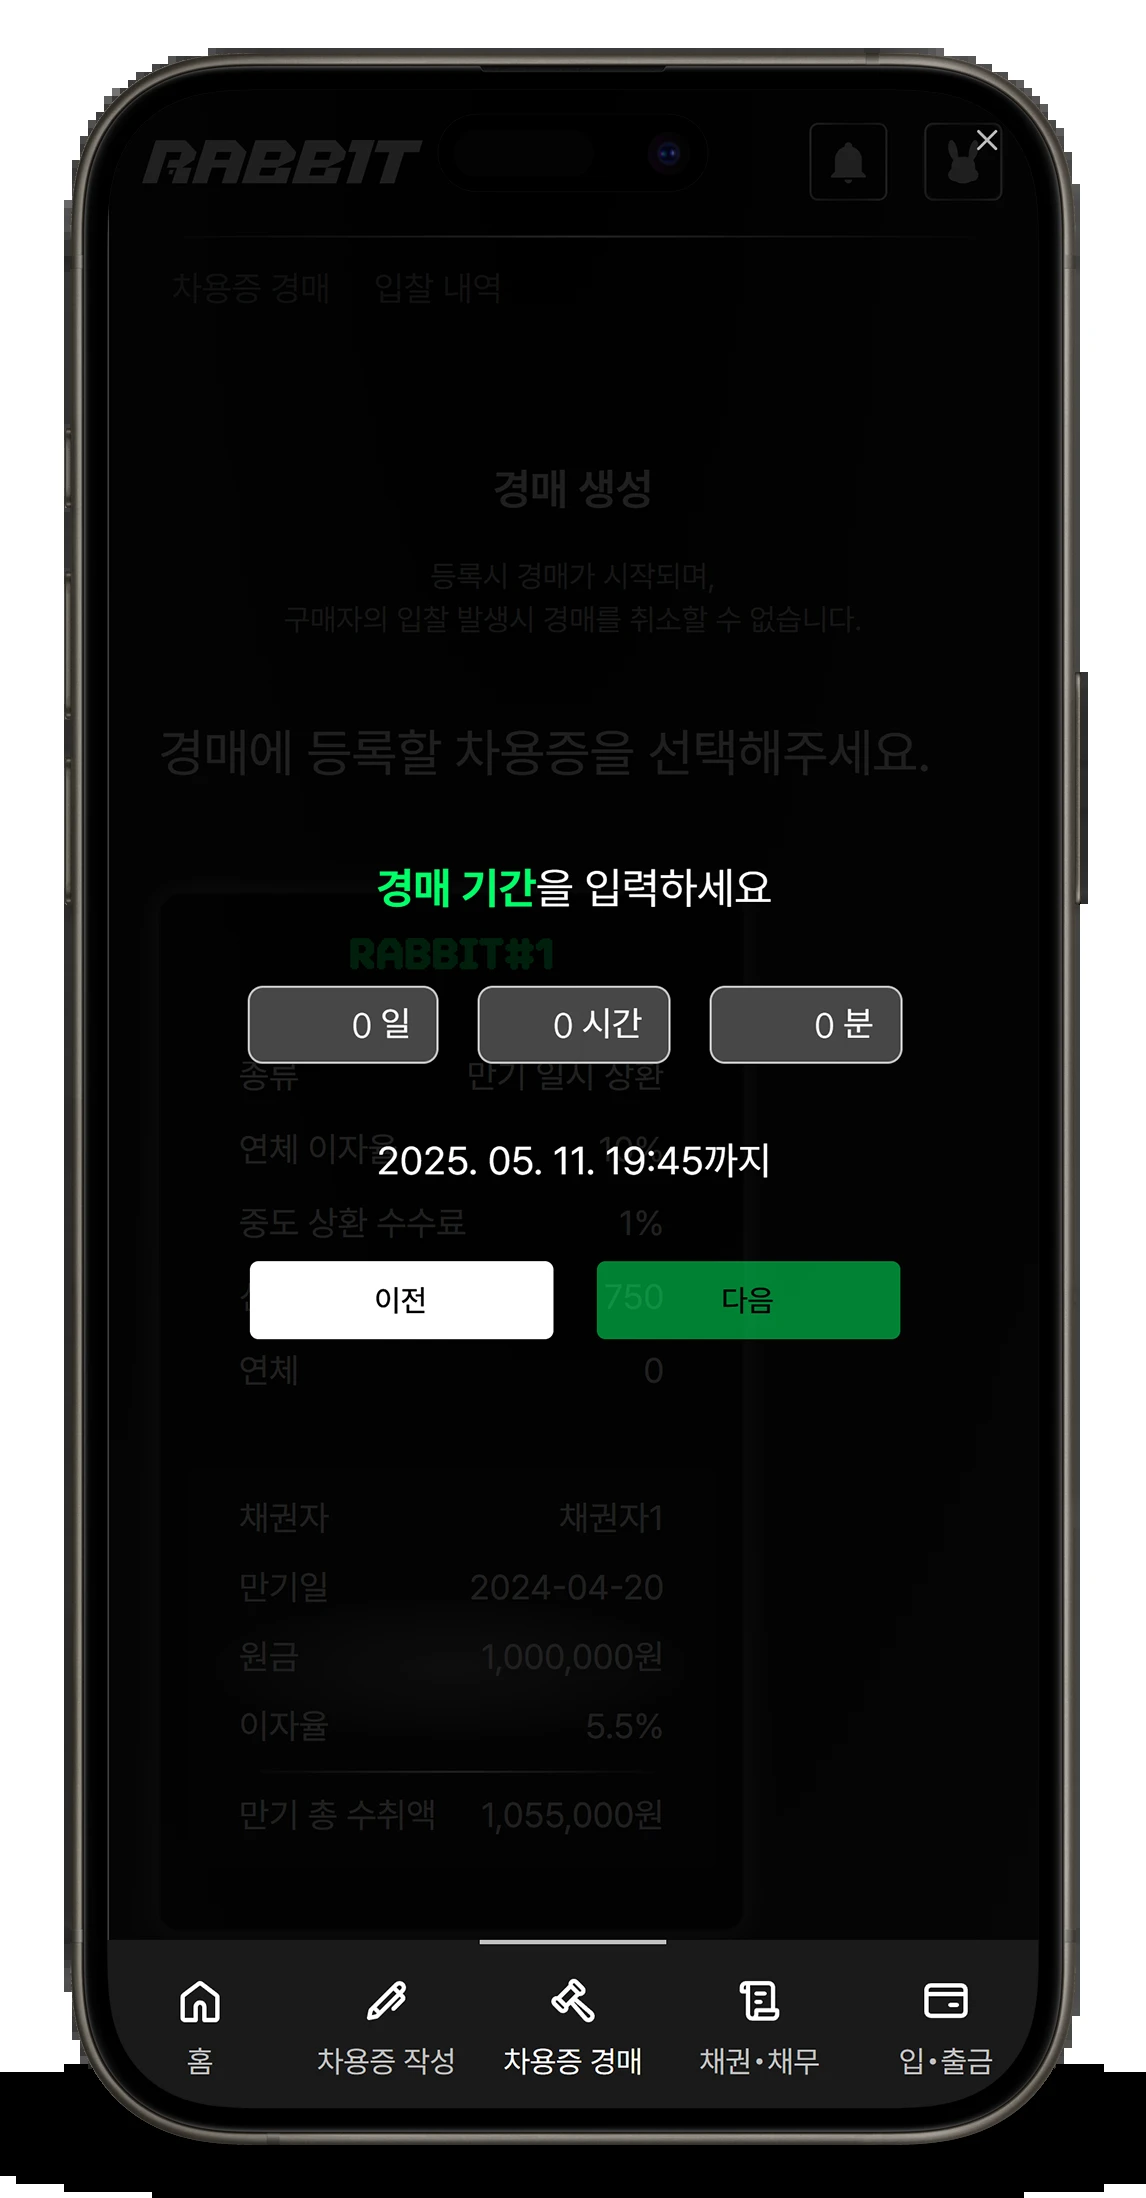 RABB1T
차용증 경매 입찰 내역
경매 생성
등록시 경매가 시작되며,
구매자의 입찰 발생시 경매를 취소할 수 없습니다.
경매에 등록할 차용증을 선택해주세요.
경매 기간을 입력하세요
RABBIT#1
0 일 0 시간 0 분
종류 만기 일시 상환
연체 이자율
2025. 05. 11. 19:45까지
중도 상환 수수료 1%
750
이전 다음
연체 0
채권자 채권자1
만기일 2024-04-20
원금 1,000,000원
이자율 5.5%
만기 총 수취액 1,055,000원
홈 차용증 작성 차용증 경매 채권•채무 입•출금